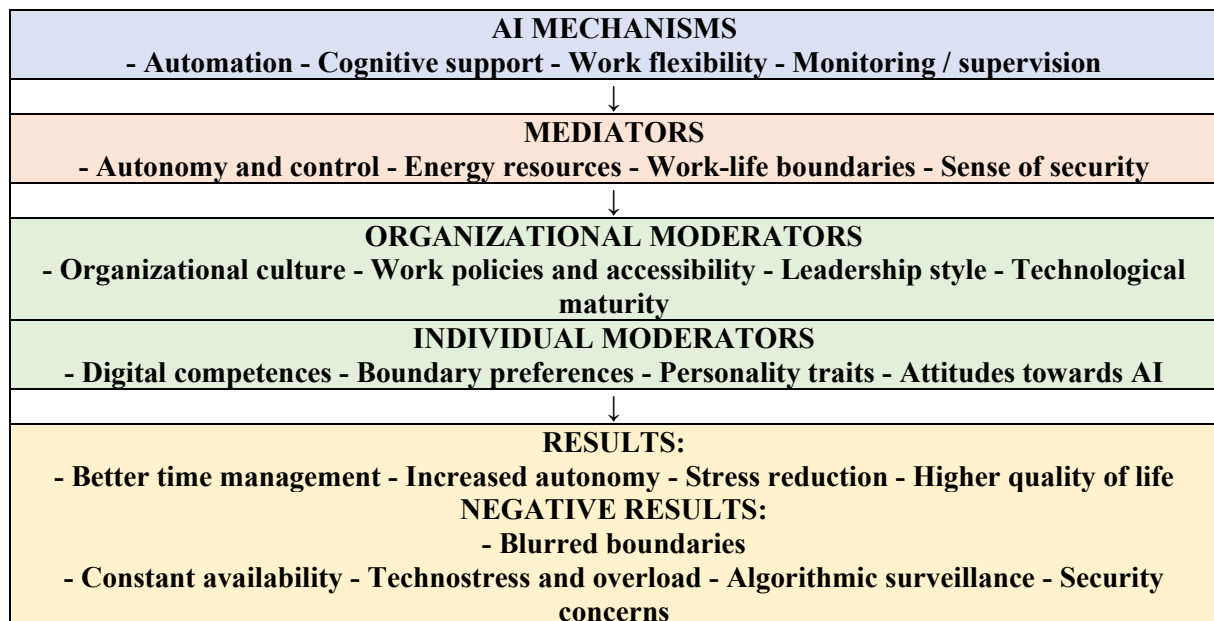 AI MECHANISMS
- Automation - Cognitive support - Work flexibility - Monitoring / supervision
↓
MEDIATORS
- Autonomy and control - Energy resources - Work-life boundaries - Sense of security
↓
ORGANIZATIONAL MODERATORS
- Organizational culture - Work policies and accessibility - Leadership style - Technological
maturity
INDIVIDUAL MODERATORS
- Digital competences - Boundary preferences - Personality traits - Attitudes towards AI
↓
RESULTS:
- Better time management - Increased autonomy - Stress reduction - Higher quality of life
NEGATIVE RESULTS:
- Blurred boundaries
- Constant availability - Technostress and overload - Algorithmic surveillance - Security
concerns